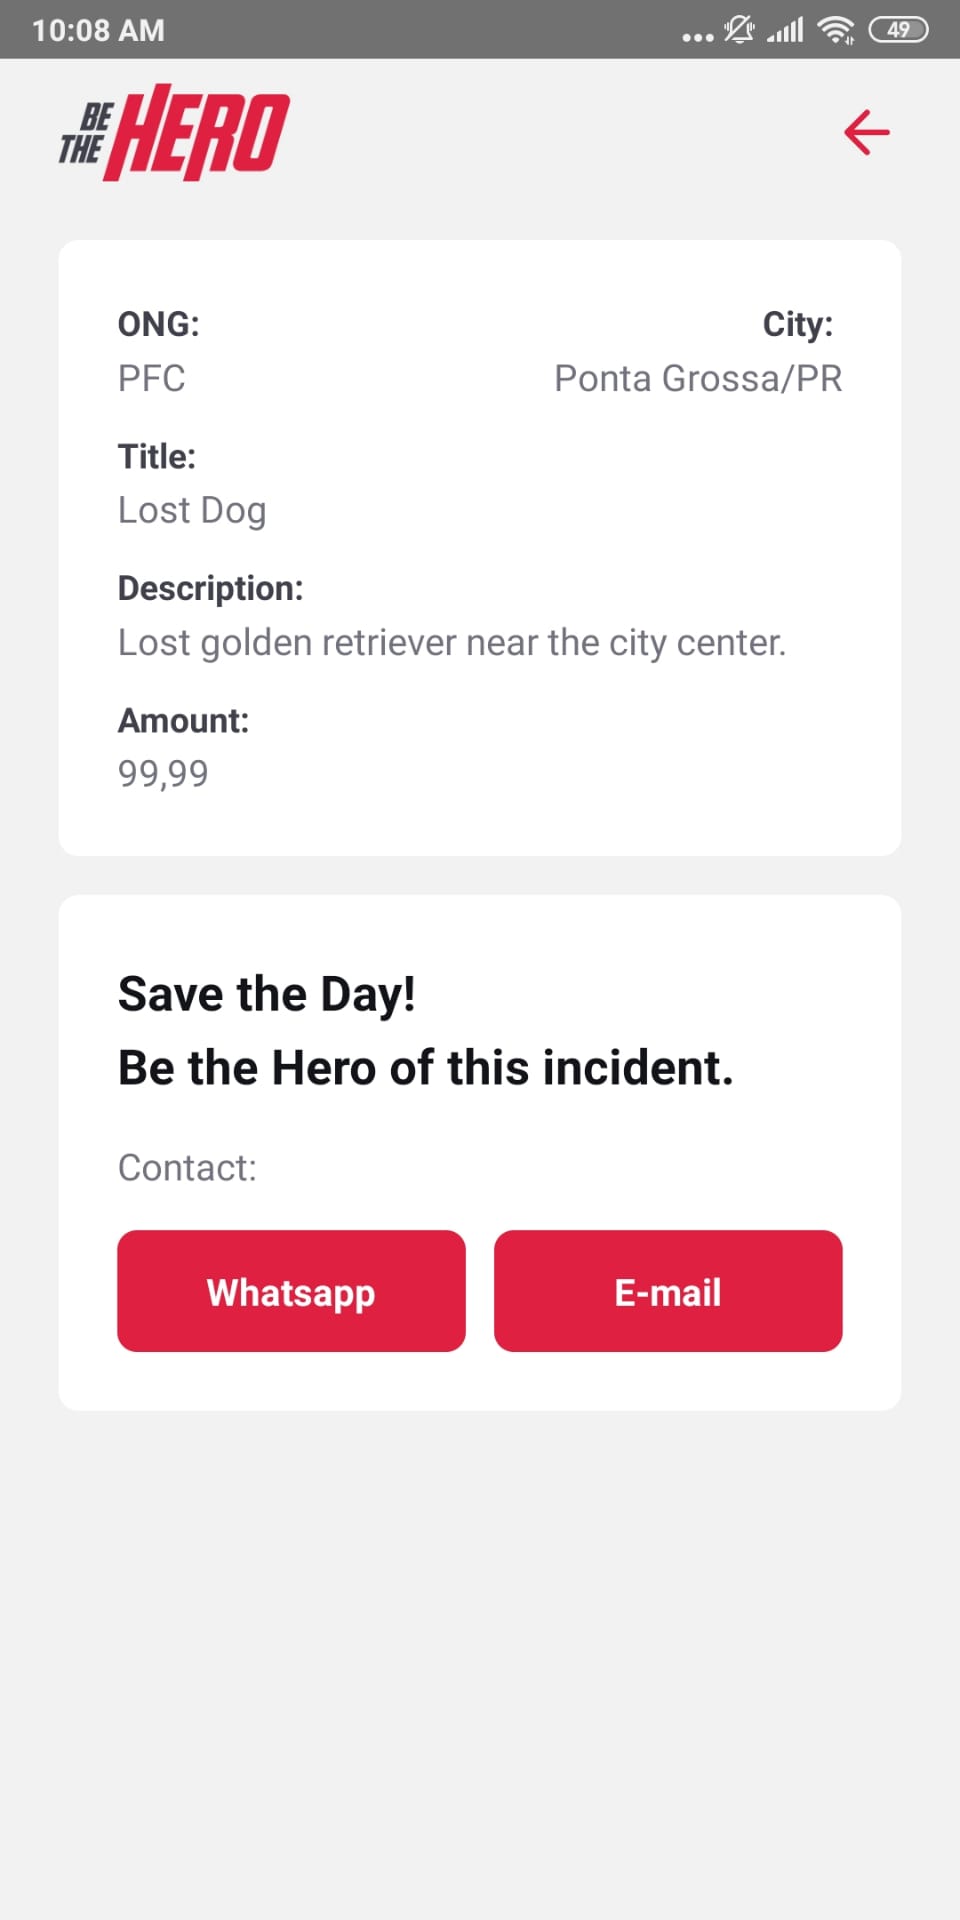 10:08 AM
49
BE
THE HERO
ONG: City:
PFC Ponta Grossa/PR
Title:
Lost Dog
Description:
Lost golden retriever near the city center.
Amount:
99,99
Save the Day!
Be the Hero of this incident.
Contact:
Whatsapp E-mail